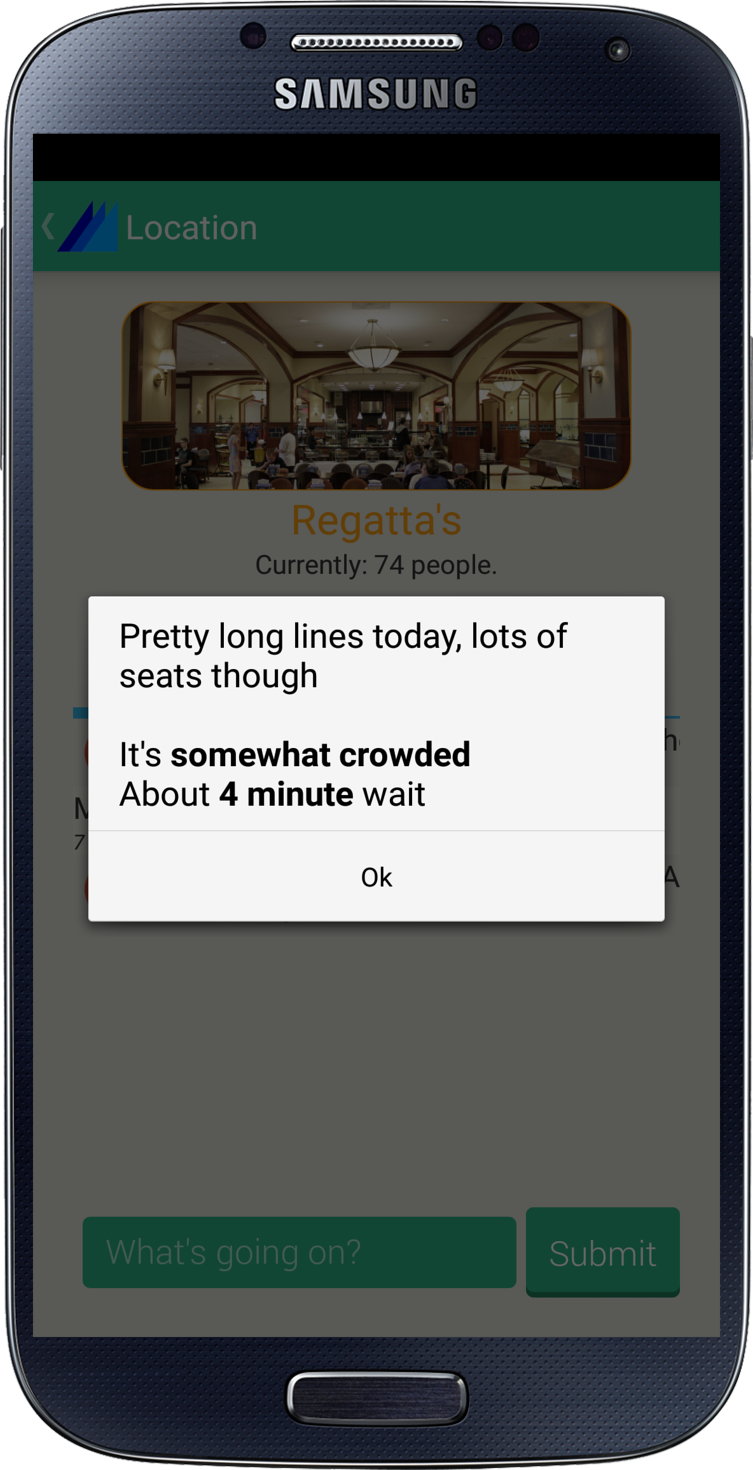 SAMSUNG
Location
Regatta's
Currently: 74 people.
Pretty long lines today, lots of
seats though
It's somewhat crowded
About 4 minute wait
Ok
What's going on?
Submit